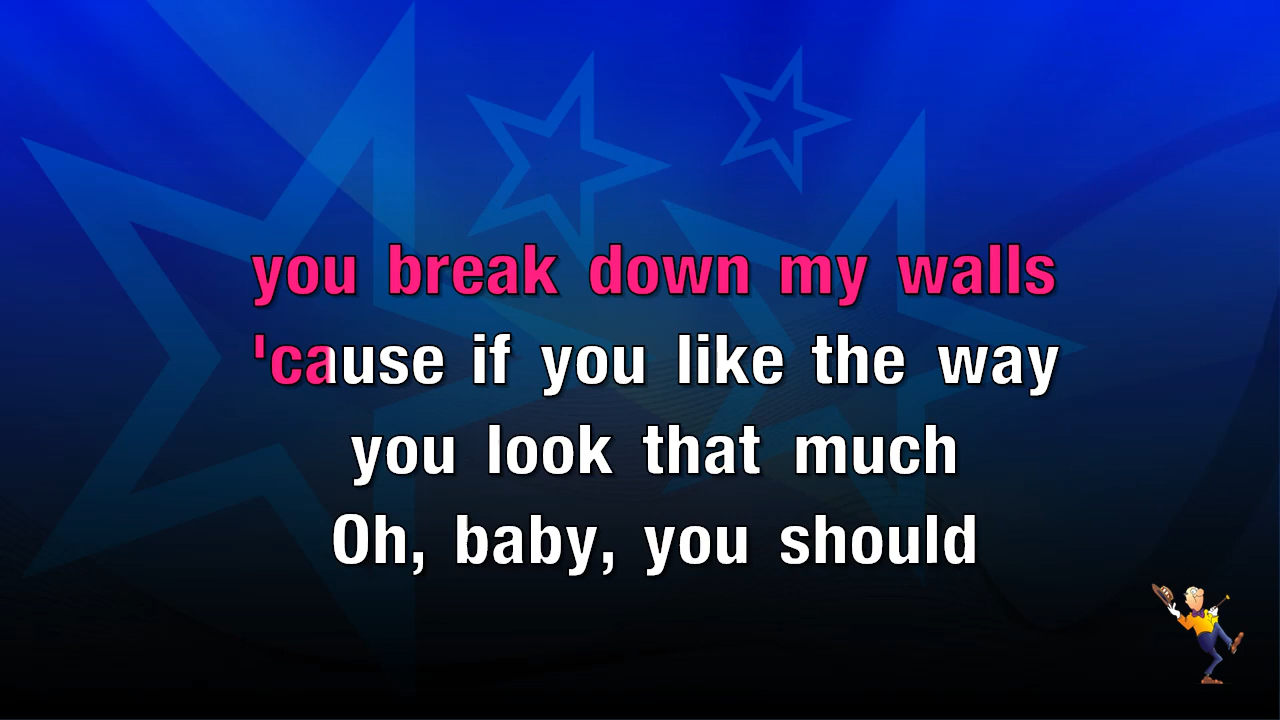 you break down my walls
'cause if you like the way
you look that much
Oh, baby, you should